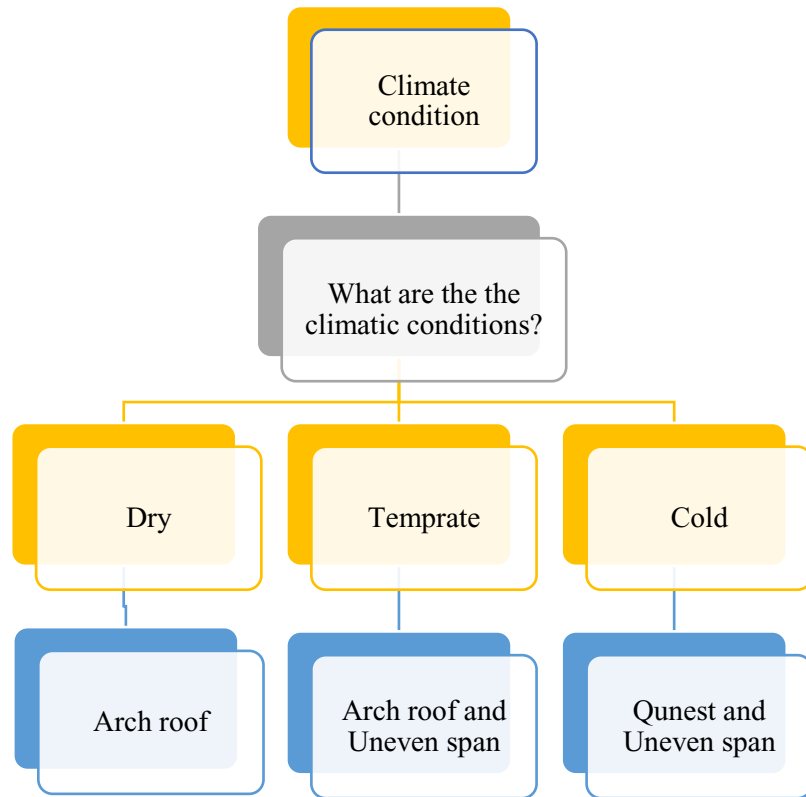 Climate
condition
What are the the
climatic conditions?
Dry
Temprate
Cold
Arch roof
Arch roof and
Uneven span
Qunest and
Uneven span